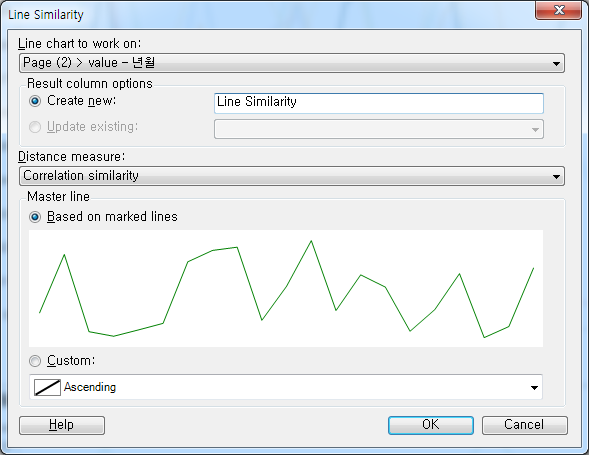 Line Similarity
Line chart to work on:
Page (2) > value - 년월
Result column options
Create new:
Line Similarity
Update existing:
Distance measure:
Correlation similarity
Master line
Based on marked lines
Custom:
Ascending
Help
OK
Cancel